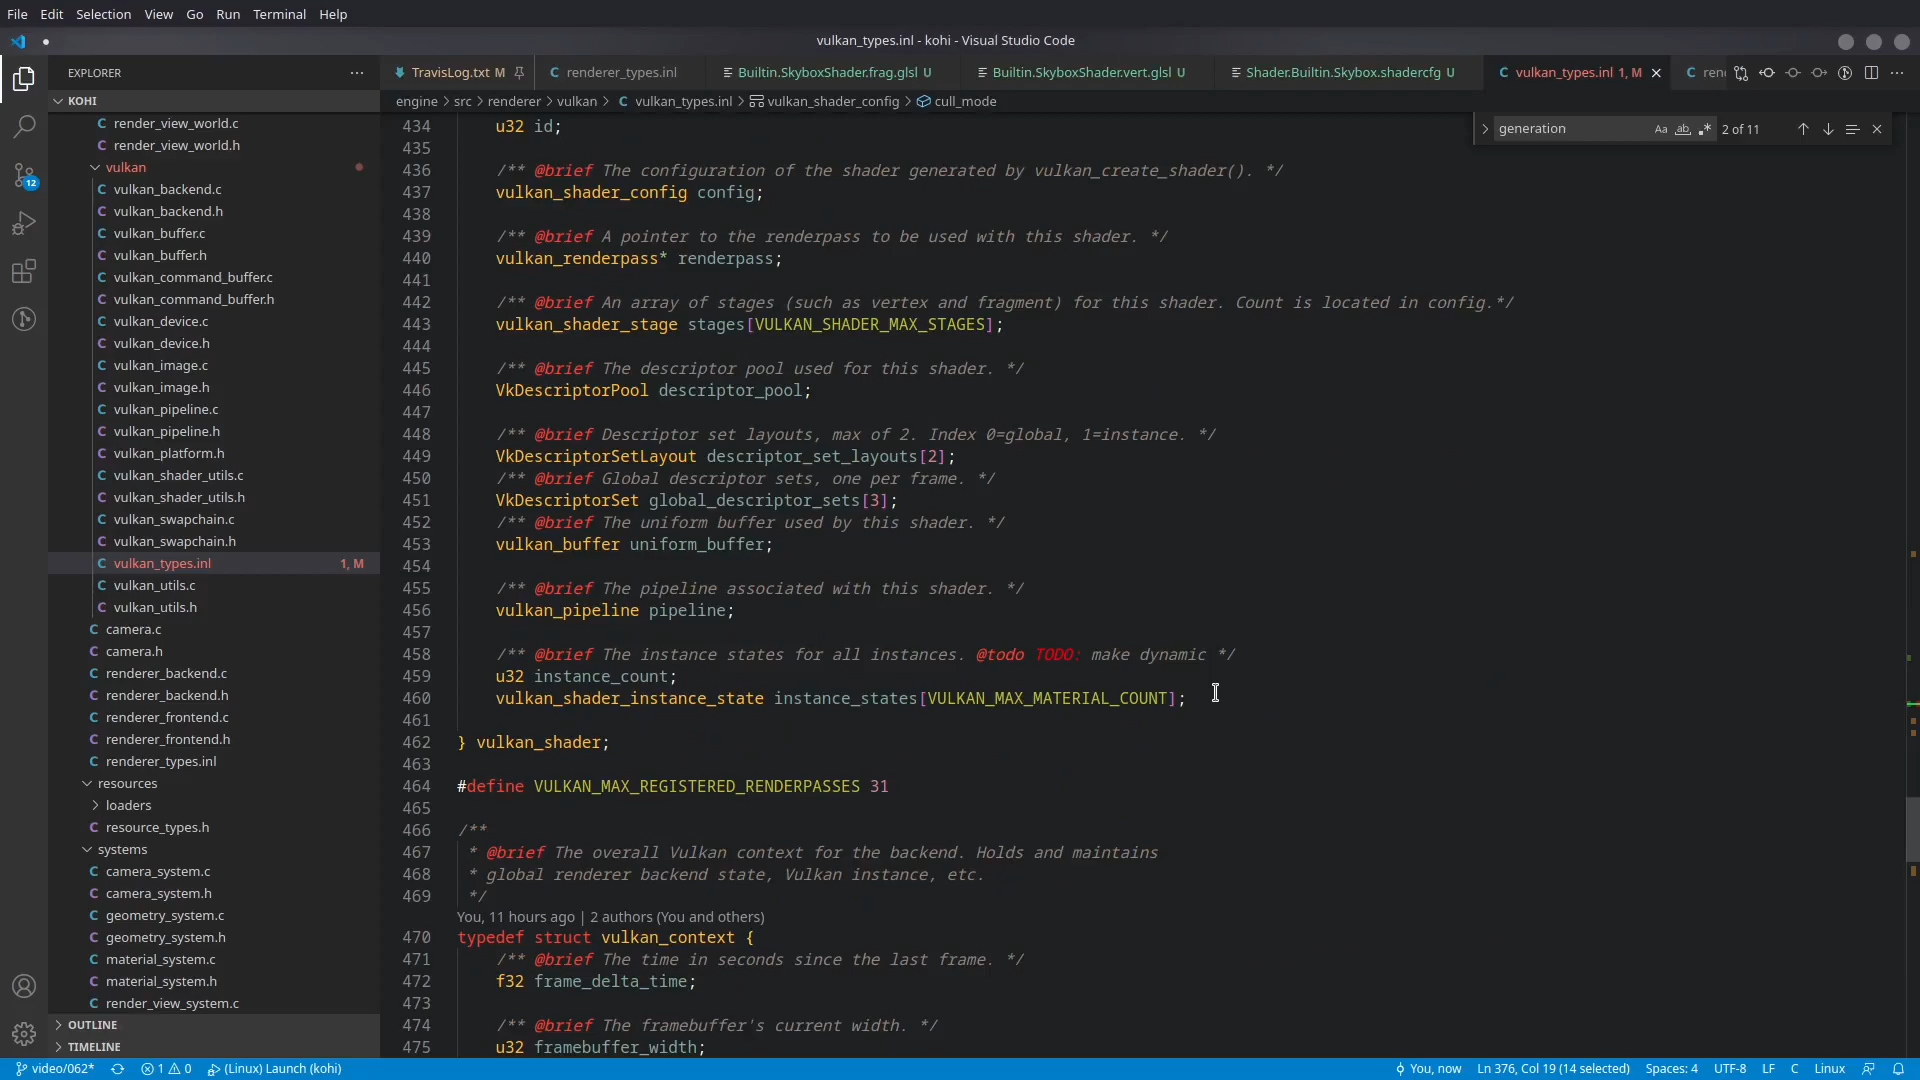 File Edit Selection View Go Run Terminal Help
vulkan_types.inl - kohi - Visual Studio Code
EXPLORER
TravisLog.txt M
renderer_types.inl
Builtin.SkyboxShader.frag.glsl U
Builtin.SkyboxShader.vert.glsl U
Shader.Builtin.Skybox.shadercfg U
vulkan_types.inl 1, M
KOHI
engine > src > renderer > vulkan > vulkan_types.inl > vulkan_shader_config > cull_mode
generation
2 of 11
render_view_world.c
render_view_world.h
vulkan
vulkan_backend.c
vulkan_backend.h
vulkan_buffer.c
vulkan_buffer.h
vulkan_command_buffer.c
vulkan_command_buffer.h
vulkan_device.c
vulkan_device.h
vulkan_image.c
vulkan_image.h
vulkan_pipeline.c
vulkan_pipeline.h
vulkan_platform.h
vulkan_shader_utils.c
vulkan_shader_utils.h
vulkan_swapchain.c
vulkan_swapchain.h
vulkan_types.inl 1, M
vulkan_utils.c
vulkan_utils.h
camera.c
camera.h
renderer_backend.c
renderer_backend.h
renderer_frontend.c
renderer_frontend.h
renderer_types.inl
resources
loaders
resource_types.h
systems
camera_system.c
camera_system.h
geometry_system.c
geometry_system.h
material_system.c
material_system.h
render_view_system.c
OUTLINE
TIMELINE
434 u32 id;
435
436 /** @brief The configuration of the shader generated by vulkan_create_shader(). */
437 vulkan_shader_config config;
438
439 /** @brief A pointer to the renderpass to be used with this shader. */
440 vulkan_renderpass* renderpass;
441
442 /** @brief An array of stages (such as vertex and fragment) for this shader. Count is located in config.*/
443 vulkan_shader_stage stages[VULKAN_SHADER_MAX_STAGES];
444
445 /** @brief The descriptor pool used for this shader. */
446 VkDescriptorPool descriptor_pool;
447
448 /** @brief Descriptor set layouts, max of 2. Index 0=global, 1=instance. */
449 VkDescriptorSetLayout descriptor_set_layouts[2];
450 /** @brief Global descriptor sets, one per frame. */
451 VkDescriptorSet global_descriptor_sets[3];
452 /** @brief The uniform buffer used by this shader. */
453 vulkan_buffer uniform_buffer;
454
455 /** @brief The pipeline associated with this shader. */
456 vulkan_pipeline pipeline;
457
458 /** @brief The instance states for all instances. @todo TODO: make dynamic */
459 u32 instance_count;
460 vulkan_shader_instance_state instance_states[VULKAN_MAX_MATERIAL_COUNT];
461
462 } vulkan_shader;
463
464 #define VULKAN_MAX_REGISTERED_RENDERPASSES 31
465
466 /**
467 * @brief The overall Vulkan context for the backend. Holds and maintains
468 * global renderer backend state, Vulkan instance, etc.
469 */
You, 11 hours ago | 2 authors (You and others)
470 typedef struct vulkan_context {
471 /** @brief The time in seconds since the last frame. */
472 f32 frame_delta_time;
473
474 /** @brief The framebuffer's current width. */
475 u32 framebuffer_width;
12
video/062* 1 0 (Linux) Launch (kohi)
You, now Ln 376, Col 19 (14 selected) Spaces: 4 UTF-8 LF C Linux